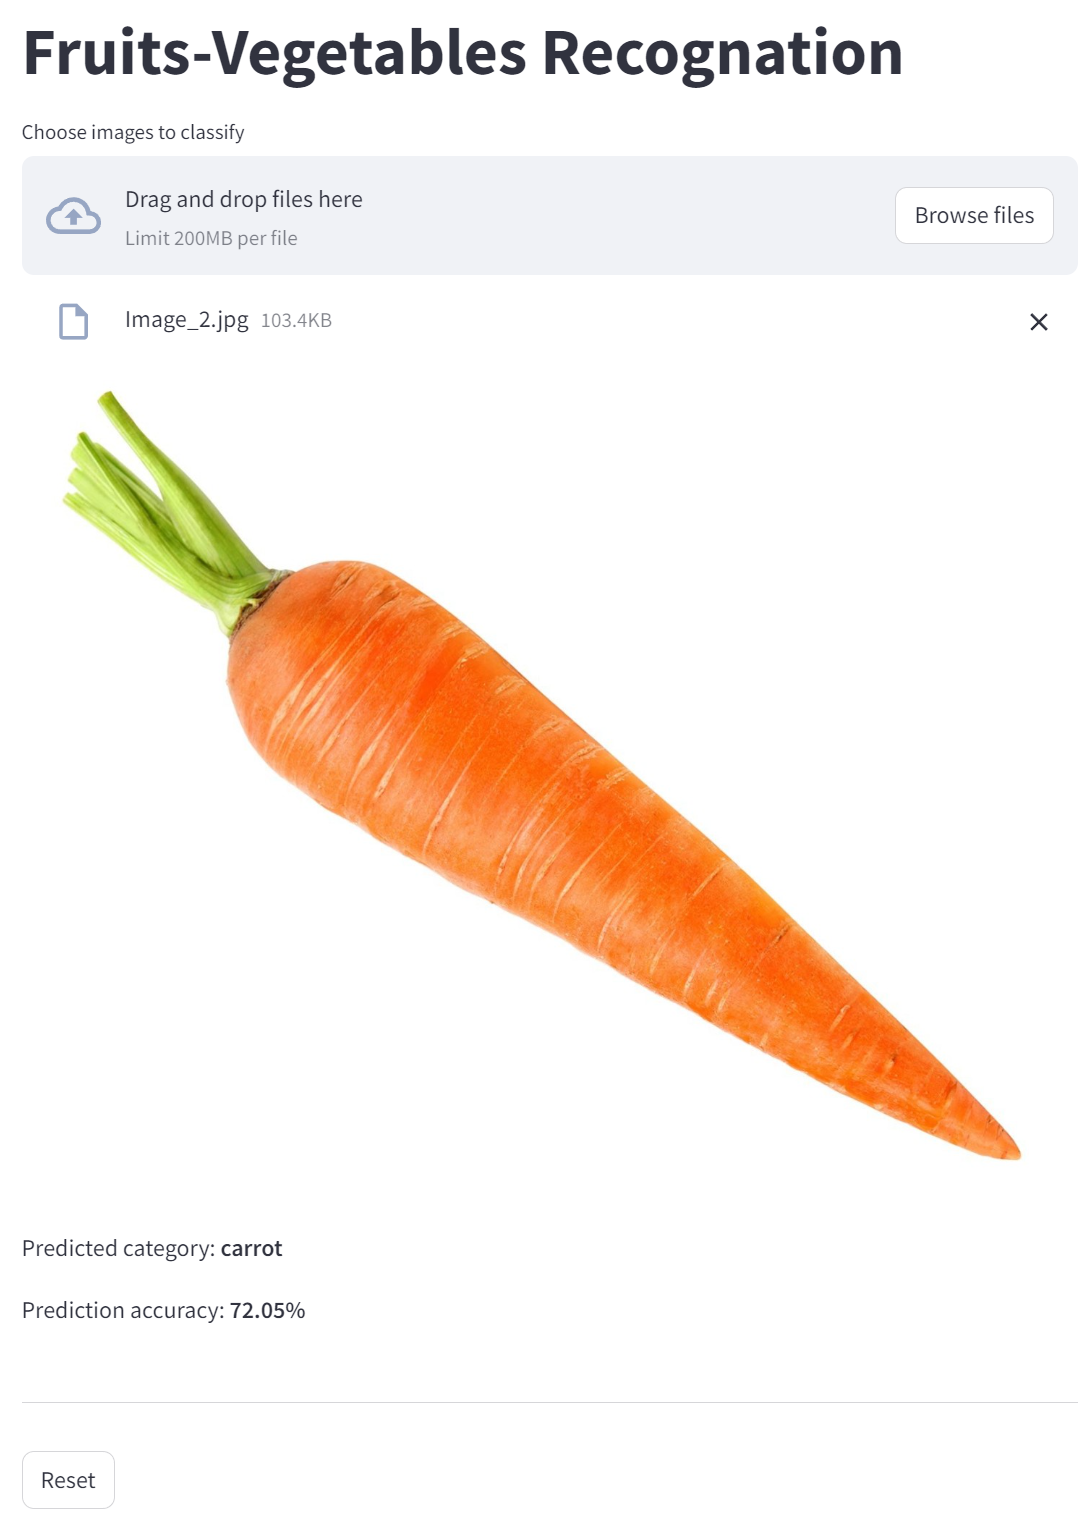 Fruits-Vegetables Recognation
Choose images to classify
Drag and drop files here
Limit 200MB per file
Browse files
Image_2.jpg 103.4KB
Predicted category: carrot
Prediction accuracy: 72.05%
Reset